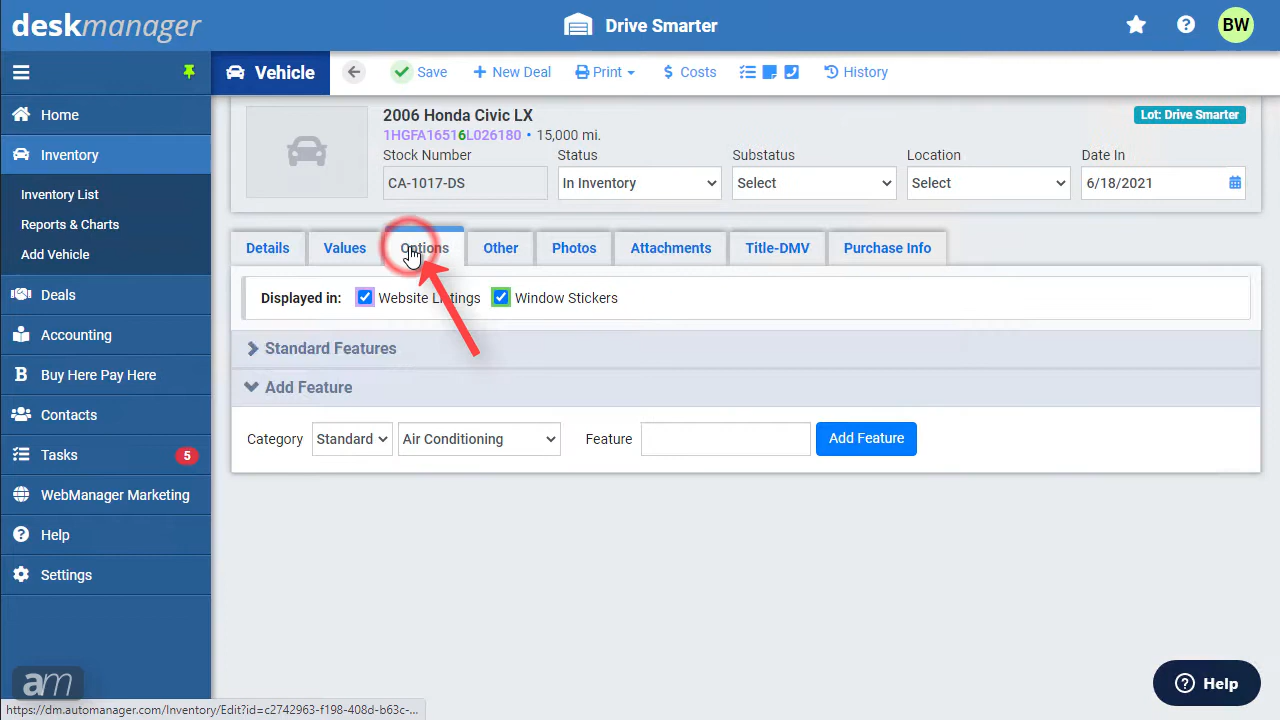 deskmanager
Drive Smarter
BW
Vehicle
Save
New Deal
Print
$ Costs
History
Home
Inventory
Inventory List
Reports & Charts
Add Vehicle
Deals
Accounting
Buy Here Pay Here
Contacts
Tasks 5
WebManager Marketing
Help
Settings
am
2006 Honda Civic LX
Lot: Drive Smarter
1HGFA16516L026180 • 15,000 mi.
Stock Number Status Substatus Location Date In
CA-1017-DS In Inventory Select Select 6/18/2021
Details Values Options Other Photos Attachments Title-DMV Purchase Info
Displayed in: Website Listings Window Stickers
Standard Features
Add Feature
Category Standard Air Conditioning Feature Add Feature
Help
https://dm.automanager.com/Inventory/Edit?id=c2742963-f198-408d-b63c-...